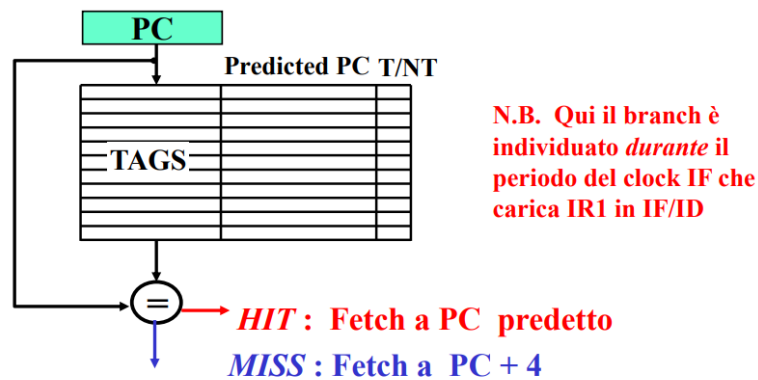 PC
Predicted PC T/NT
TAGS
N.B. Qui il branch è
individuato durante il
periodo del clock IF che
carica IR1 in IF/ID
=
HIT : Fetch a PC predetto
MISS : Fetch a PC + 4